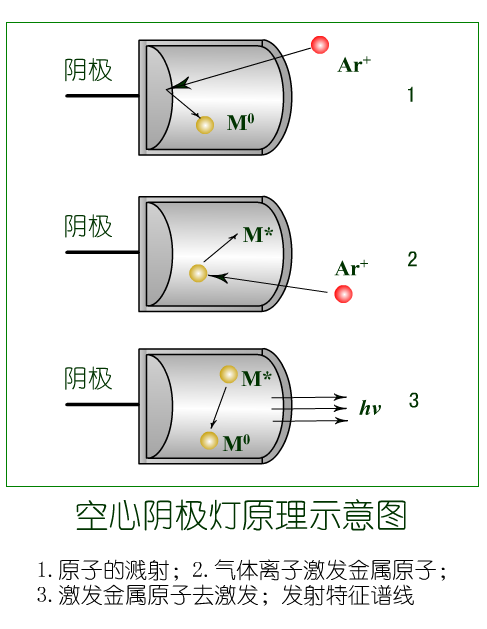 阴极
Ar⁺
M⁰
1
阴极
M*
Ar⁺
2
阴极
M*
M⁰
hν
3
空心阴极灯原理示意图
1.原子的溅射；2.气体离子激发金属原子；
3.激发金属原子去激发；发射特征谱线